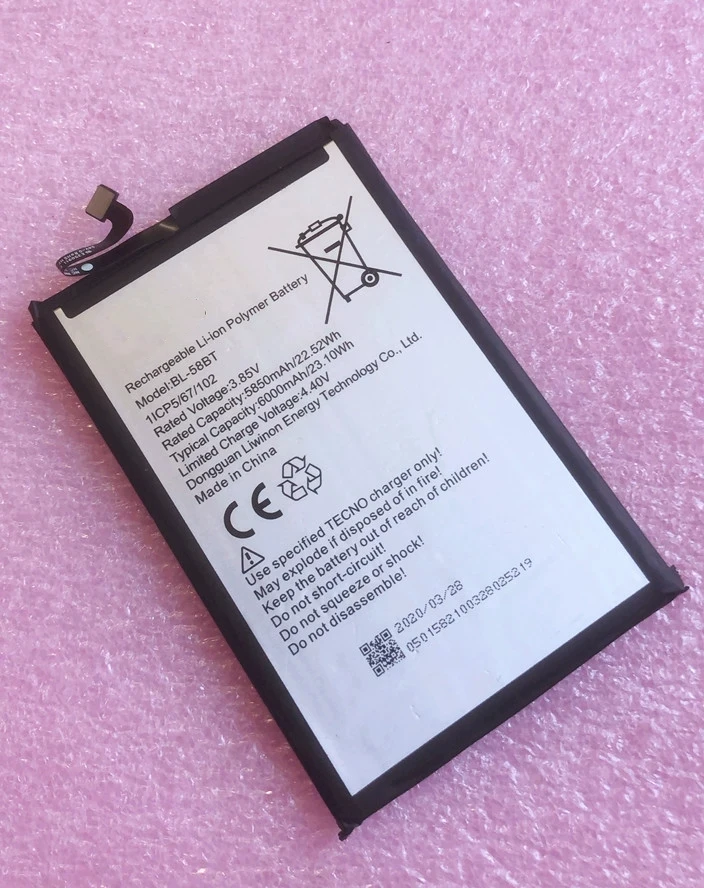 Rechargeable Li-ion Polymer Battery
Model:BL-58BT
1ICP5/67/102
Rated Voltage:3.85V
Rated Capacity:5850mAh/22.52Wh
Typical Capacity:6000mAh/23.10Wh
Limited Charge Voltage:4.40V
Dongguan Liwinon Energy Technology Co., Ltd.
Made in China
CE
Use specified TECNO charger only!
May explode if disposed of in fire!
Keep the battery out of reach of children!
Do not short-circuit!
Do not squeeze or shock!
Do not disassemble!
2020/03/28
0501582100328025219